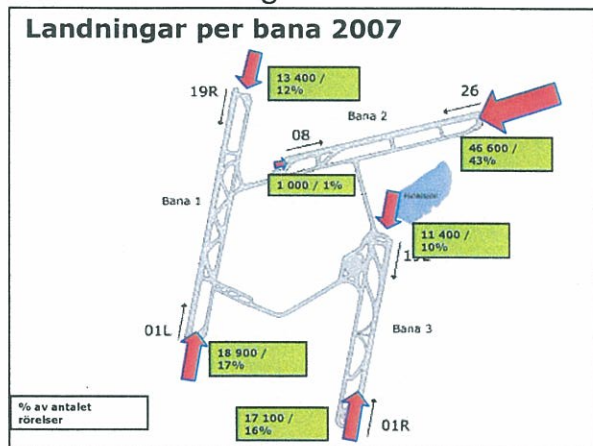 Landningar per bana 2007
13 400 /
12%
19R
26
Bana 2
08
46 600 /
43%
1 000 / 1%
Bana 1
11 400 /
10%
01L
Bana 3
18 900 /
17%
% av antalet
rörelser
17 100 /
16%
01R